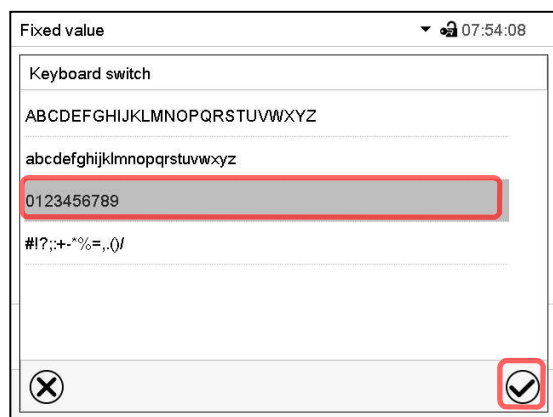 Fixed value 07:54:08
Keyboard switch
ABCDEFGHIJKLMNOPQRSTUVWXYZ
abcdefghijklmnopqrstuvwxyz
0123456789
#!?;:+-*%=,.()/